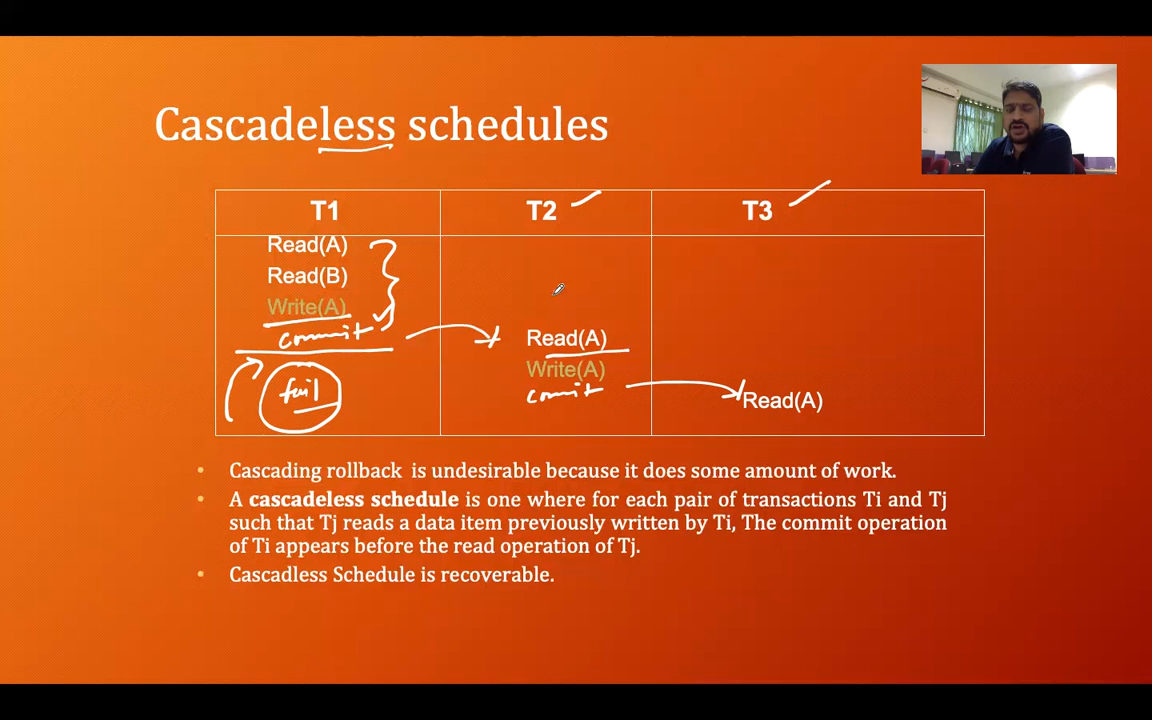 Cascadeless schedules
T1 T2 T3
Read(A)
Read(B)
Write(A)
commit Read(A)
Write(A)
fail commit Read(A)
• Cascading rollback is undesirable because it does some amount of work.
• A cascadeless schedule is one where for each pair of transactions Ti and Tj
such that Tj reads a data item previously written by Ti, The commit operation
of Ti appears before the read operation of Tj.
• Cascadless Schedule is recoverable.